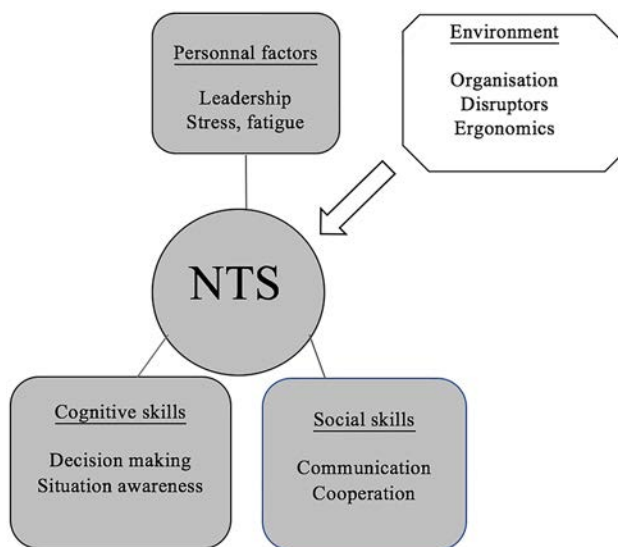 Personnal factors
Leadership
Stress, fatigue
Environment
Organisation
Disruptors
Ergonomics
NTS
Cognitive skills
Decision making
Situation awareness
Social skills
Communication
Cooperation